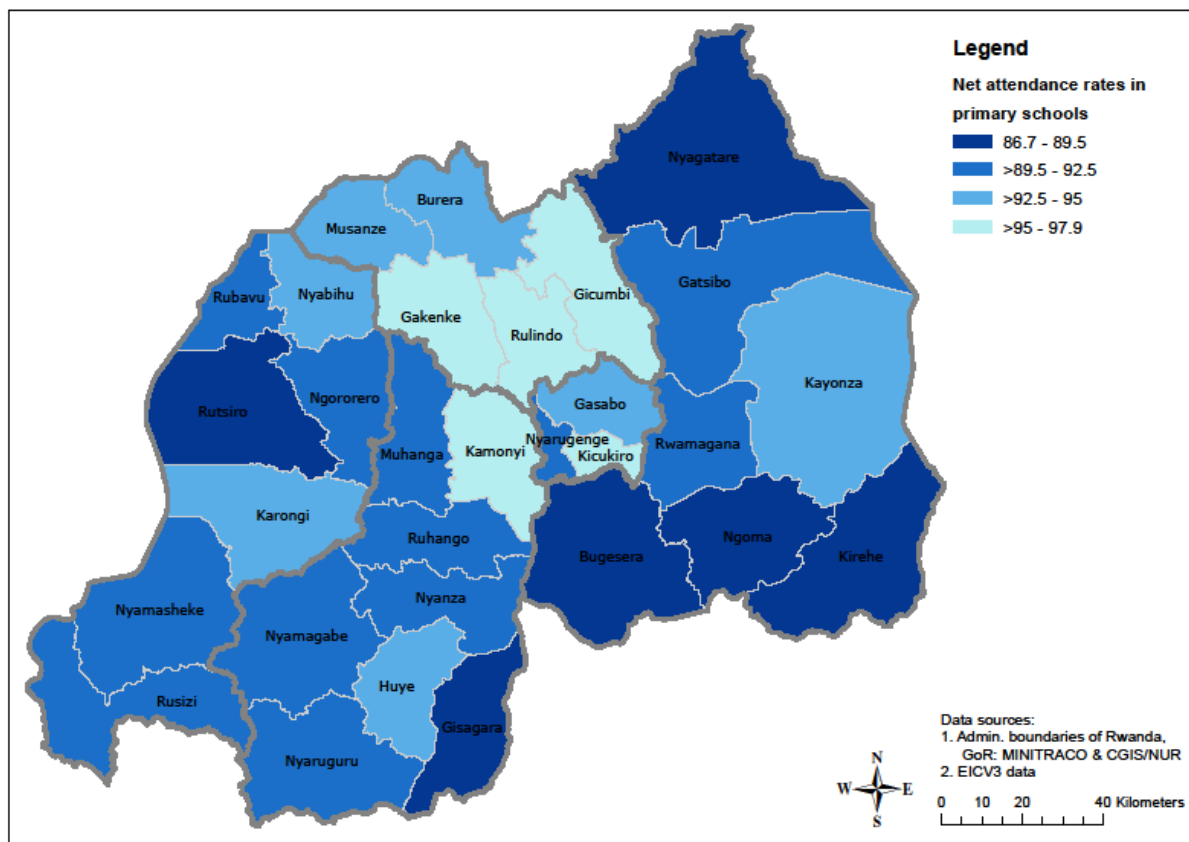 Legend
Net attendance rates in
primary schools
86.7 - 89.5
>89.5 - 92.5
>92.5 - 95
>95 - 97.9
Nyagatare
Burera
Musanze
Rubavu
Nyabihu
Gakenke
Rulindo
Gicumbi
Gatsibo
Kayonza
Rutsiro
Ngororero
Muhanga
Kamonyi
Gasabo
Nyarugenge
Kicukiro
Rwamagana
Karongi
Ruhango
Bugesera
Ngoma
Kirehe
Nyamasheke
Nyamagabe
Nyanza
Rusizi
Huye
Gisagara
Nyaruguru
Data sources:
1. Admin. boundaries of Rwanda,
GoR: MINITRACO & CGIS/NUR
2. EICV3 data
N
W E
S
0 10 20 40 Kilometers